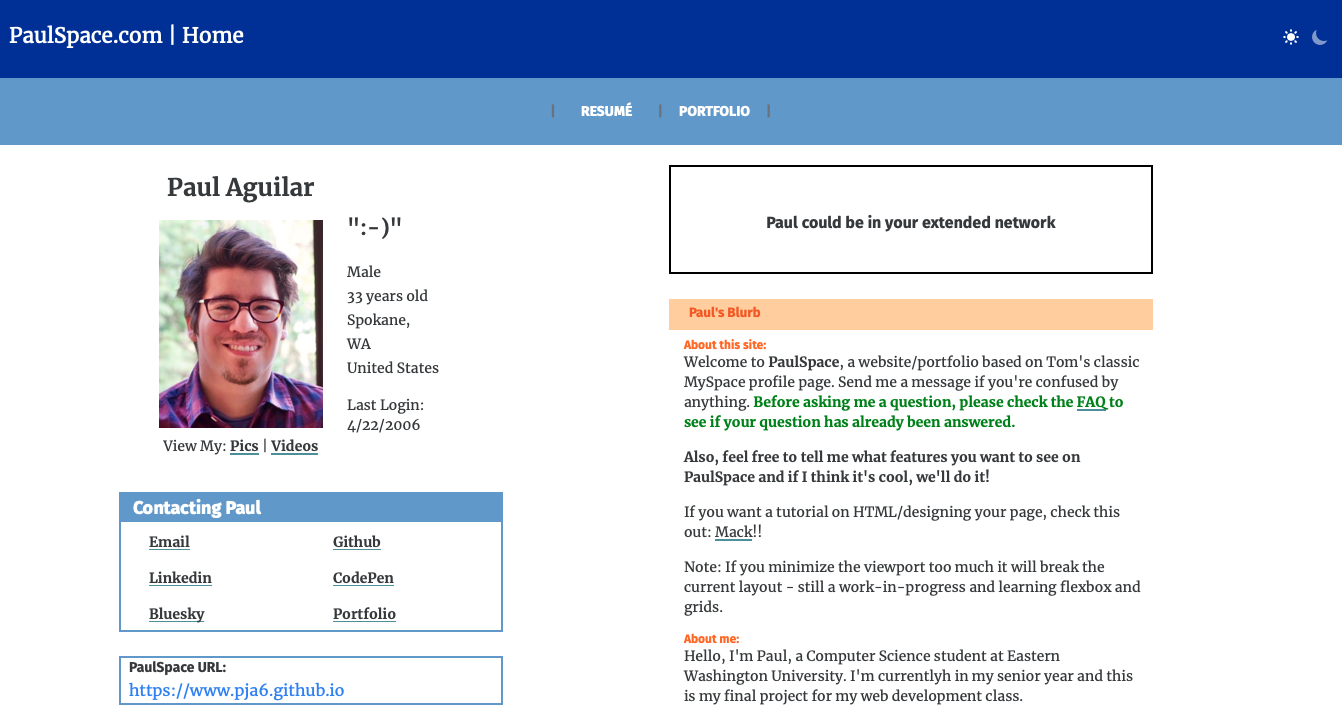 PaulSpace.com | Home
| RESUMÉ | PORTFOLIO |
Paul Aguilar
":-)"
Male
33 years old
Spokane,
WA
United States
Last Login:
4/22/2006
View My: Pics | Videos
Contacting Paul
Email Github
Linkedin CodePen
Bluesky Portfolio
PaulSpace URL:
https://www.pja6.github.io
Paul could be in your extended network
Paul's Blurb
About this site:
Welcome to PaulSpace, a website/portfolio based on Tom's classic
MySpace profile page. Send me a message if you're confused by
anything. Before asking me a question, please check the FAQ to
see if your question has already been answered.
Also, feel free to tell me what features you want to see on
PaulSpace and if I think it's cool, we'll do it!
If you want a tutorial on HTML/designing your page, check this
out: Mack!!
Note: If you minimize the viewport too much it will break the
current layout - still a work-in-progress and learning flexbox and
grids.
About me:
Hello, I'm Paul, a Computer Science student at Eastern
Washington University. I'm currentlyh in my senior year and this
is my final project for my web development class.